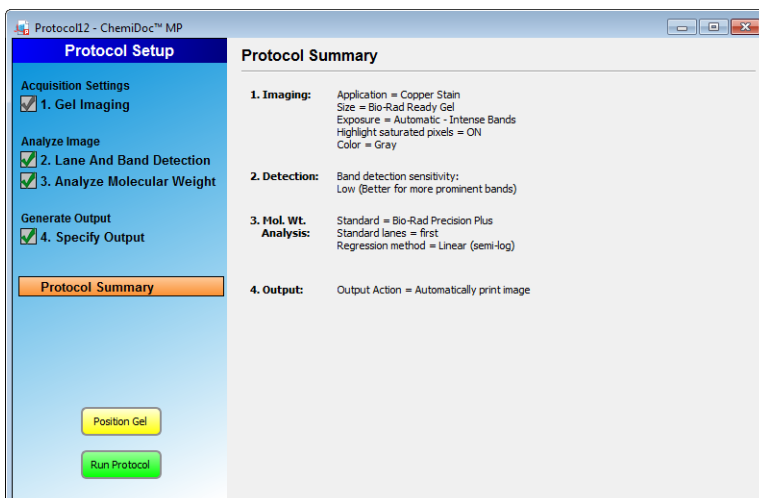 Protocol12 - ChemiDoc™ MP
Protocol Setup
Acquisition Settings
1. Gel Imaging
Analyze Image
2. Lane And Band Detection
3. Analyze Molecular Weight
Generate Output
4. Specify Output
Protocol Summary
Position Gel
Run Protocol
Protocol Summary
1. Imaging: Application = Copper Stain
Size = Bio-Rad Ready Gel
Exposure = Automatic - Intense Bands
Highlight saturated pixels = ON
Color = Gray
2. Detection: Band detection sensitivity:
Low (Better for more prominent bands)
3. Mol. Wt. Standard = Bio-Rad Precision Plus
Analysis: Standard lanes = first
Regression method = Linear (semi-log)
4. Output: Output Action = Automatically print image